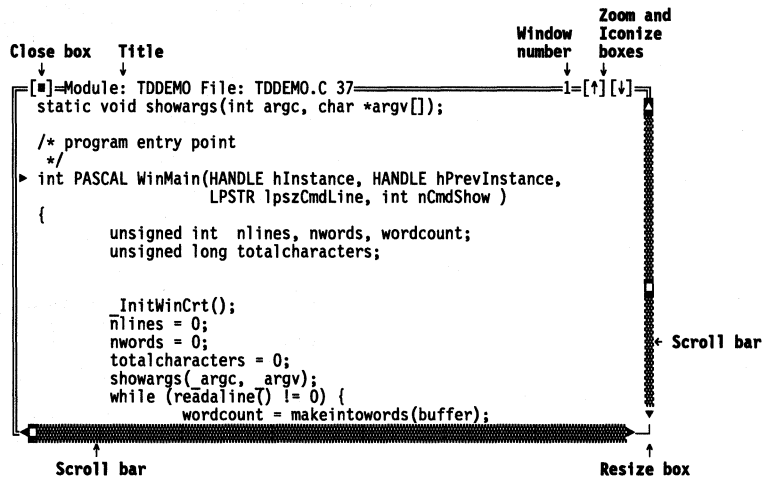 Zoom and
Window Iconize
Close box Title number boxes
[■]=Module: TDDEMO File: TDDEMO.C 37 1=[↑][↓]
static void showargs(int argc, char *argv[]);
/* program entry point
*/
► int PASCAL WinMain(HANDLE hInstance, HANDLE hPrevInstance,
LPSTR lpszCmdLine, int nCmdShow )
{
unsigned int nlines, nwords, wordcount;
unsigned long totalcharacters;
_InitWinCrt();
nlines = 0;
nwords = 0;
totalcharacters = 0;
showargs(_argc, _argv);
while (readaline() != 0) {
wordcount = makeintowords(buffer);
Scroll bar
Scroll bar
Resize box